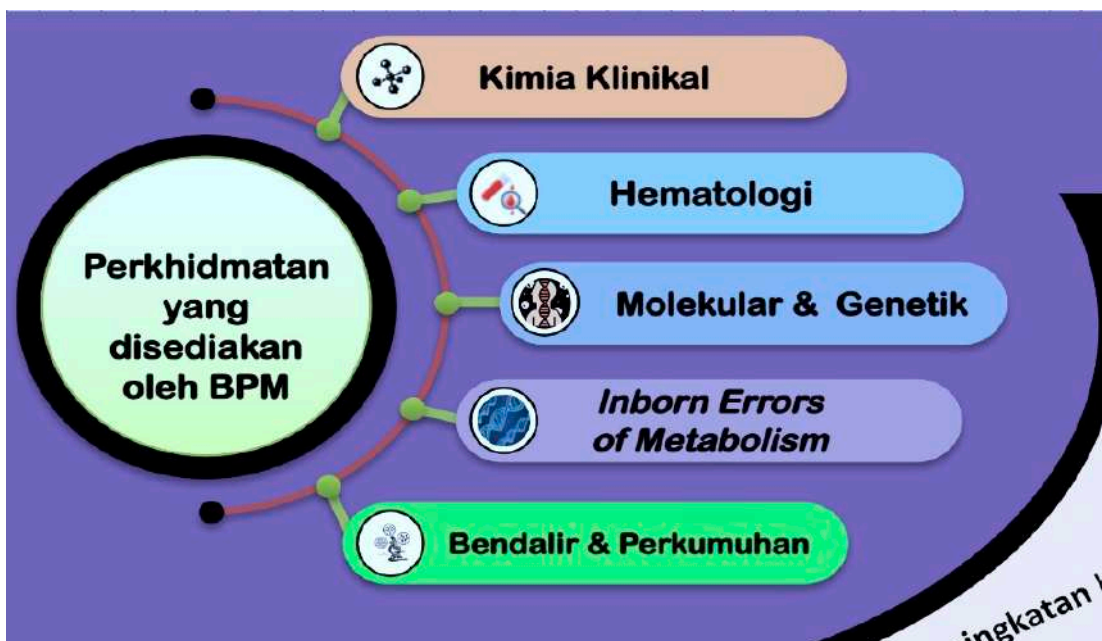 Kimia Klinikal
Hematologi
Perkhidmatan
yang
disediakan
oleh BPM
Molekular & Genetik
Inborn Errors
of Metabolism
Bendalir & Perkumuhan